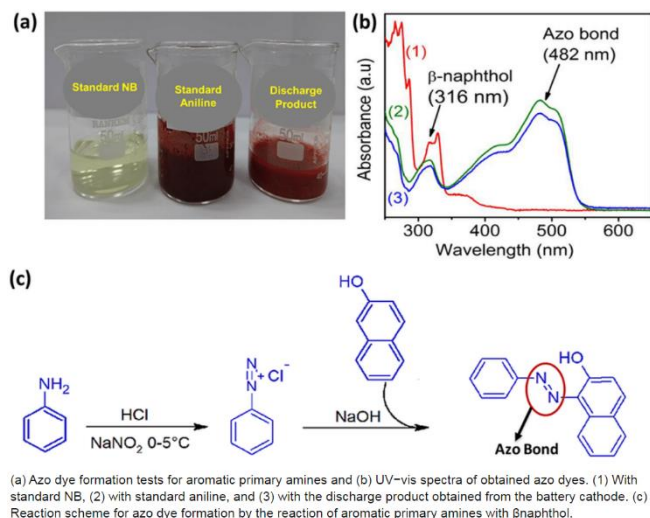 (a)
Standard NB
Standard
Aniline
Discharge
Product
50ml
50ml
50ml
(b)
Absorbance (a.u)
(1)
(2)
(3)
β-naphthol
(316 nm)
Azo bond
(482 nm)
300 400 500 600
Wavelength (nm)
(c)
NH2
HCl
NaNO2 0-5°C
N
N
+ Cl−
HO
NaOH
N
N
HO
Azo Bond
(a) Azo dye formation tests for aromatic primary amines and (b) UV−vis spectra of obtained azo dyes. (1) With
standard NB, (2) with standard aniline, and (3) with the discharge product obtained from the battery cathode. (c)
Reaction scheme for azo dye formation by the reaction of aromatic primary amines with βnaphthol.